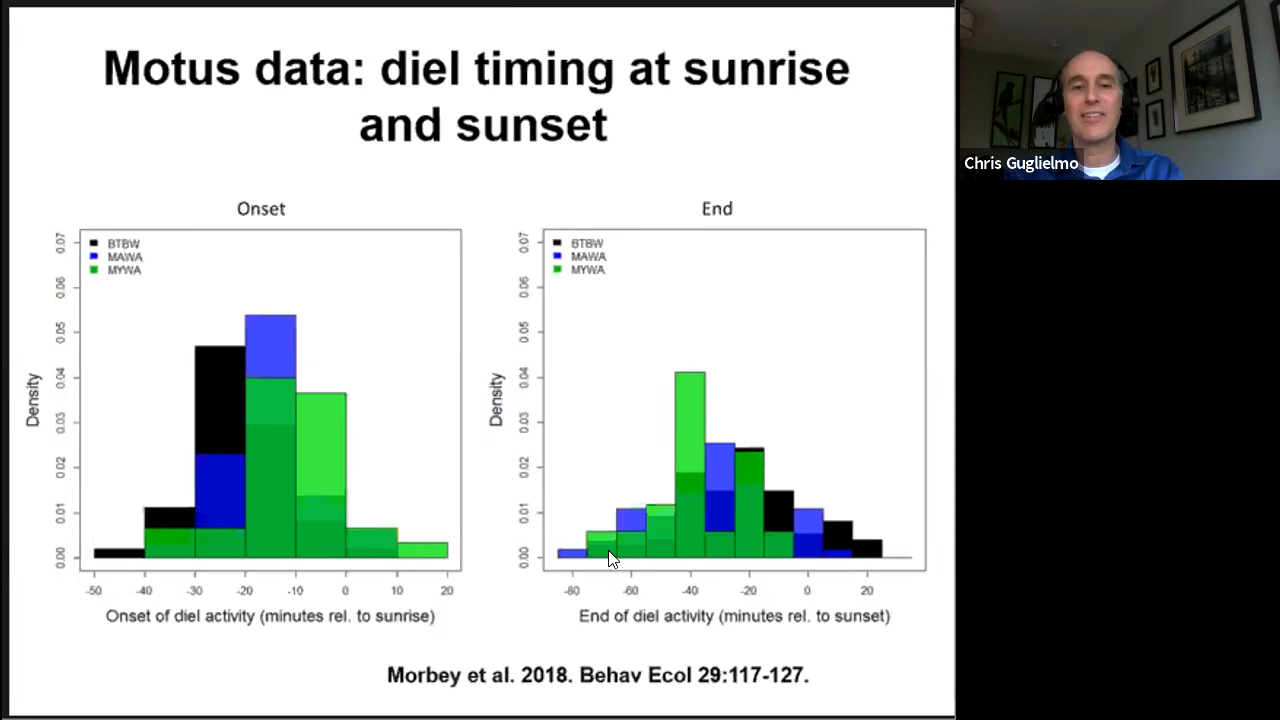 Motus data: diel timing at sunrise
and sunset
Chris Guglielmo
Onset
BTBW
MAWA
MYWA
0.07
0.06
0.05
0.04
0.03
0.02
0.01
0.00
Density
-50 -40 -30 -20 -10 0 10 20
Onset of diel activity (minutes rel. to sunrise)
End
BTBW
MAWA
MYWA
0.07
0.06
0.05
0.04
0.03
0.02
0.01
0.00
Density
-80 -60 -40 -20 0 20
End of diel activity (minutes rel. to sunset)
Morbey et al. 2018. Behav Ecol 29:117-127.